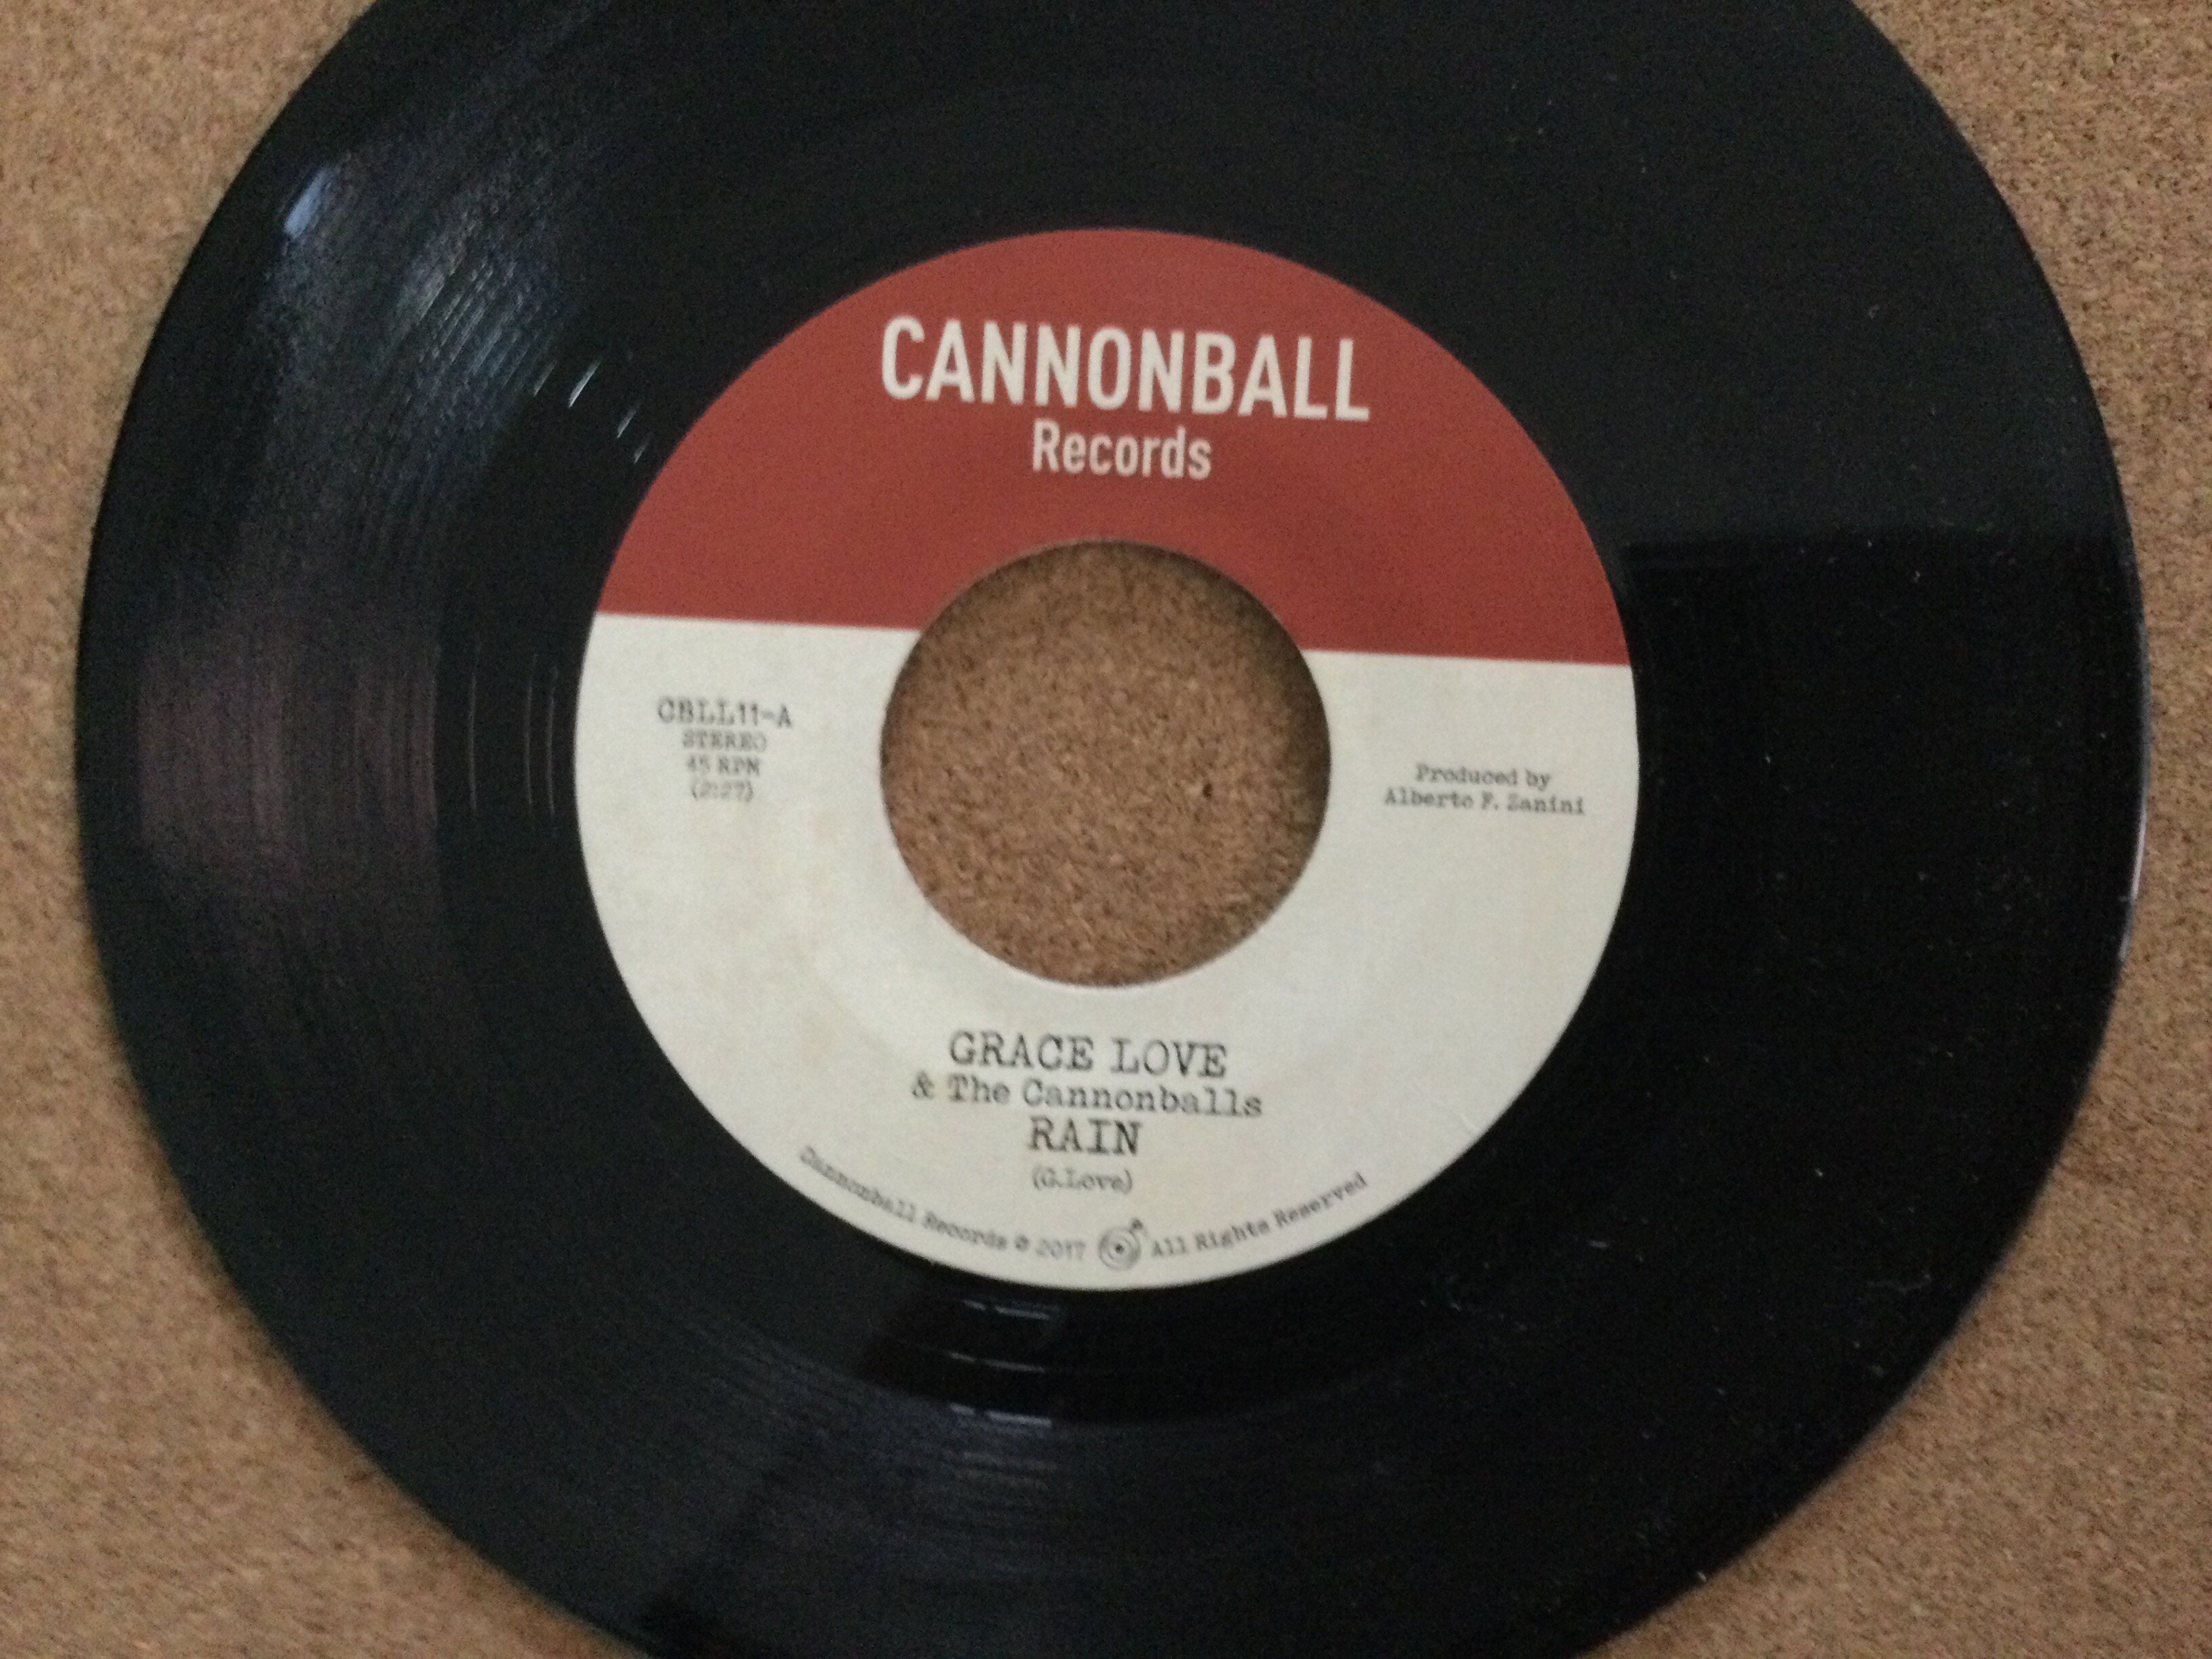 CANNONBALL
Records
CBLL11-A
STEREO
45 RPM
(2:27)
Produced by
Alberto F. Zanini
GRACE LOVE
& The Cannonballs
RAIN
(G.Love)
Cannonball Records ℗ 2017 All Rights Reserved